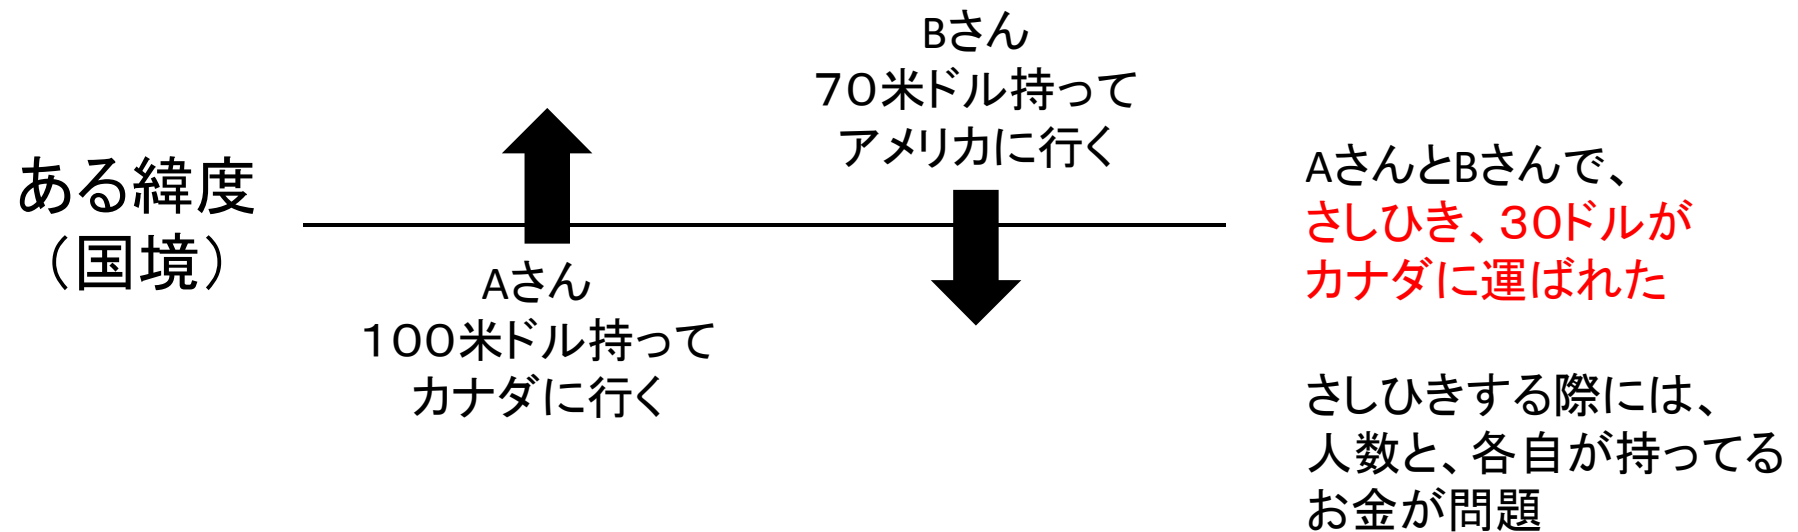 ある緯度
（国境）
Aさん
１００米ドル持って
カナダに行く
Bさん
７０米ドル持って
アメリカに行く
AさんとBさんで、
さしひき、３０ドルが
カナダに運ばれた
さしひきする際には、
人数と、各自が持ってる
お金が問題